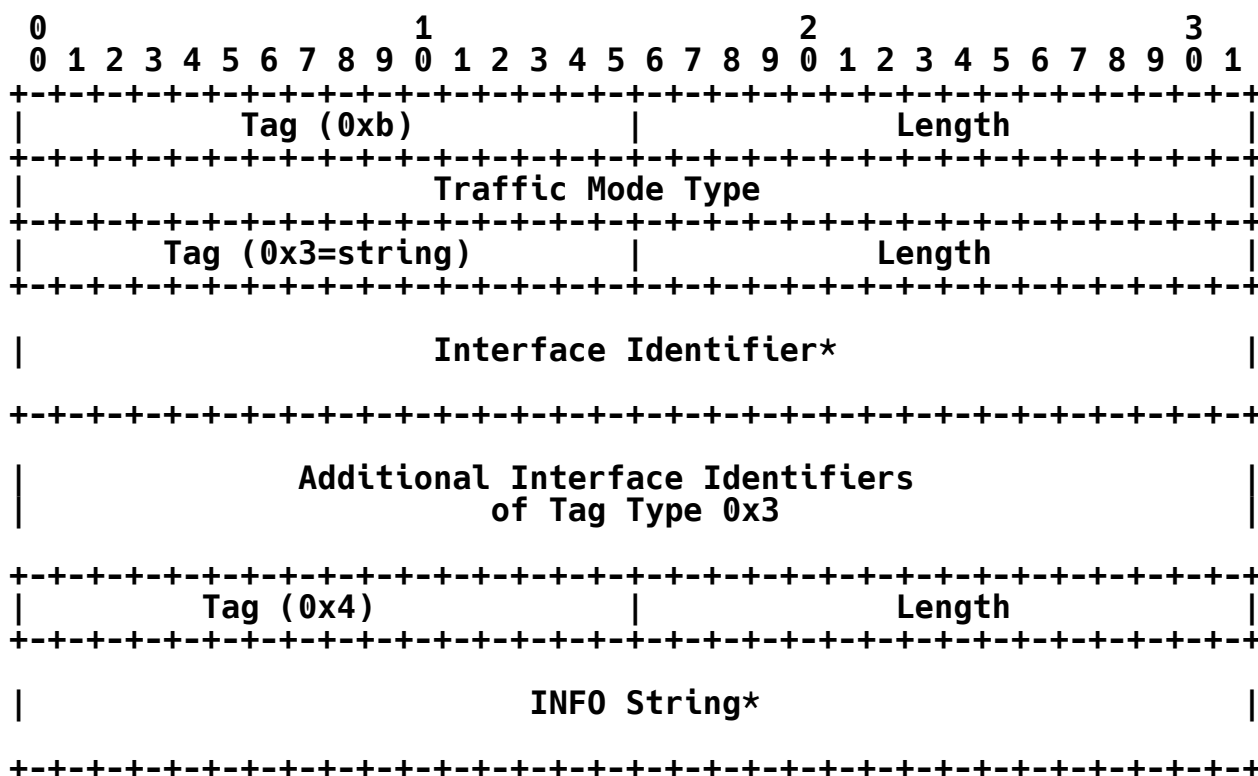 0                   1                   2                   3
 0 1 2 3 4 5 6 7 8 9 0 1 2 3 4 5 6 7 8 9 0 1 2 3 4 5 6 7 8 9 0 1
+-+-+-+-+-+-+-+-+-+-+-+-+-+-+-+-+-+-+-+-+-+-+-+-+-+-+-+-+-+-+-+-+
|           Tag (0xb)           |             Length            |
+-+-+-+-+-+-+-+-+-+-+-+-+-+-+-+-+-+-+-+-+-+-+-+-+-+-+-+-+-+-+-+-+
|                     Traffic Mode Type                         |
+-+-+-+-+-+-+-+-+-+-+-+-+-+-+-+-+-+-+-+-+-+-+-+-+-+-+-+-+-+-+-+-+
|       Tag (0x3=string)        |            Length             |
+-+-+-+-+-+-+-+-+-+-+-+-+-+-+-+-+-+-+-+-+-+-+-+-+-+-+-+-+-+-+-+-+
|                     Interface Identifier*                     |
+-+-+-+-+-+-+-+-+-+-+-+-+-+-+-+-+-+-+-+-+-+-+-+-+-+-+-+-+-+-+-+-+
|              Additional Interface Identifiers                 |
|                        of Tag Type 0x3                        |
+-+-+-+-+-+-+-+-+-+-+-+-+-+-+-+-+-+-+-+-+-+-+-+-+-+-+-+-+-+-+-+-+
|         Tag (0x4)             |             Length            |
+-+-+-+-+-+-+-+-+-+-+-+-+-+-+-+-+-+-+-+-+-+-+-+-+-+-+-+-+-+-+-+-+
|                          INFO String*                         |
+-+-+-+-+-+-+-+-+-+-+-+-+-+-+-+-+-+-+-+-+-+-+-+-+-+-+-+-+-+-+-+-+